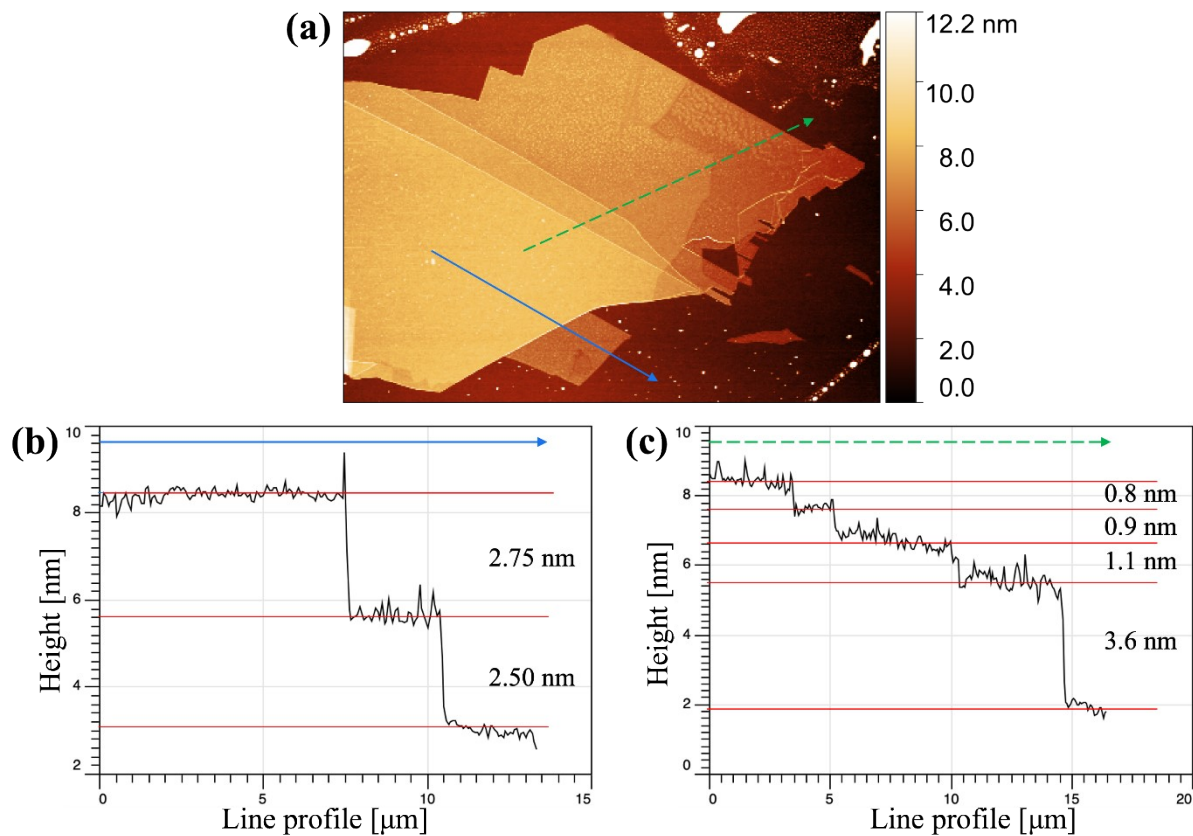 (a)
12.2 nm
10.0
8.0
6.0
4.0
2.0
0.0
(b)
10
8
6
4
2
Height [nm]
2.75 nm
2.50 nm
0 5 10 15
Line profile [μm]
(c)
10
8
6
4
2
0
Height [nm]
0.8 nm
0.9 nm
1.1 nm
3.6 nm
0 5 10 15 20
Line profile [μm]